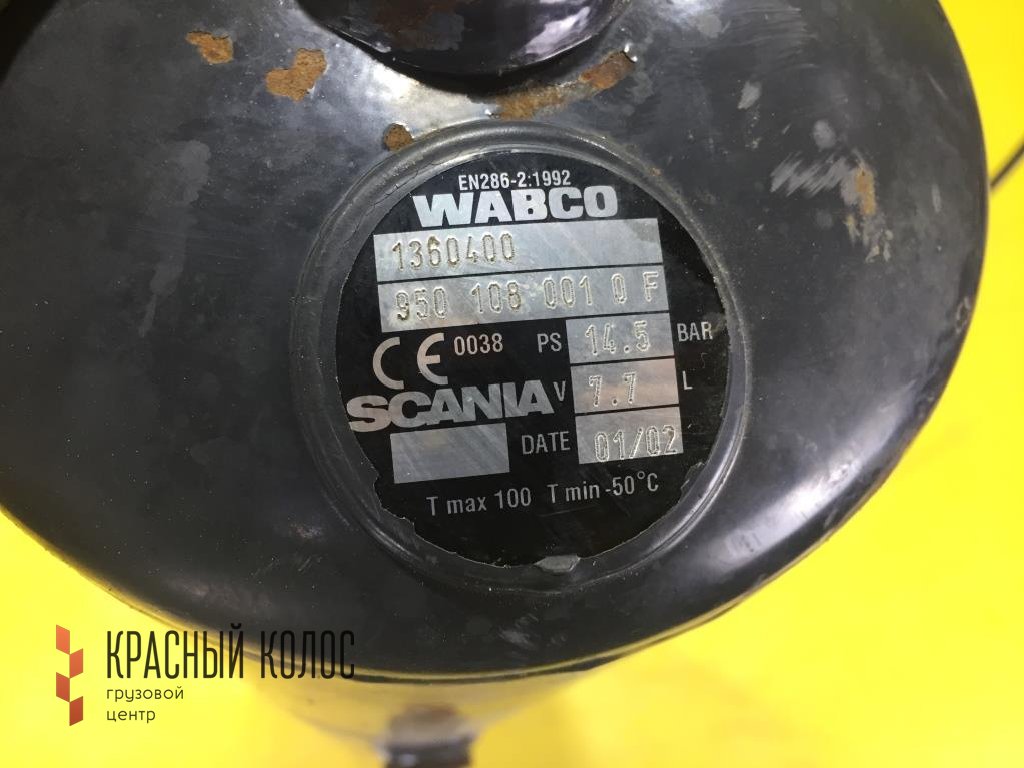 EN286-2:1992
WABCO
1360400
950 108 001 0 F
CE 0038 PS 14.5 BAR
SCANIA V 7.7 L
DATE 01/02
T max 100 T min -50°C
КРАСНЫЙ КОЛОС
грузовой
центр